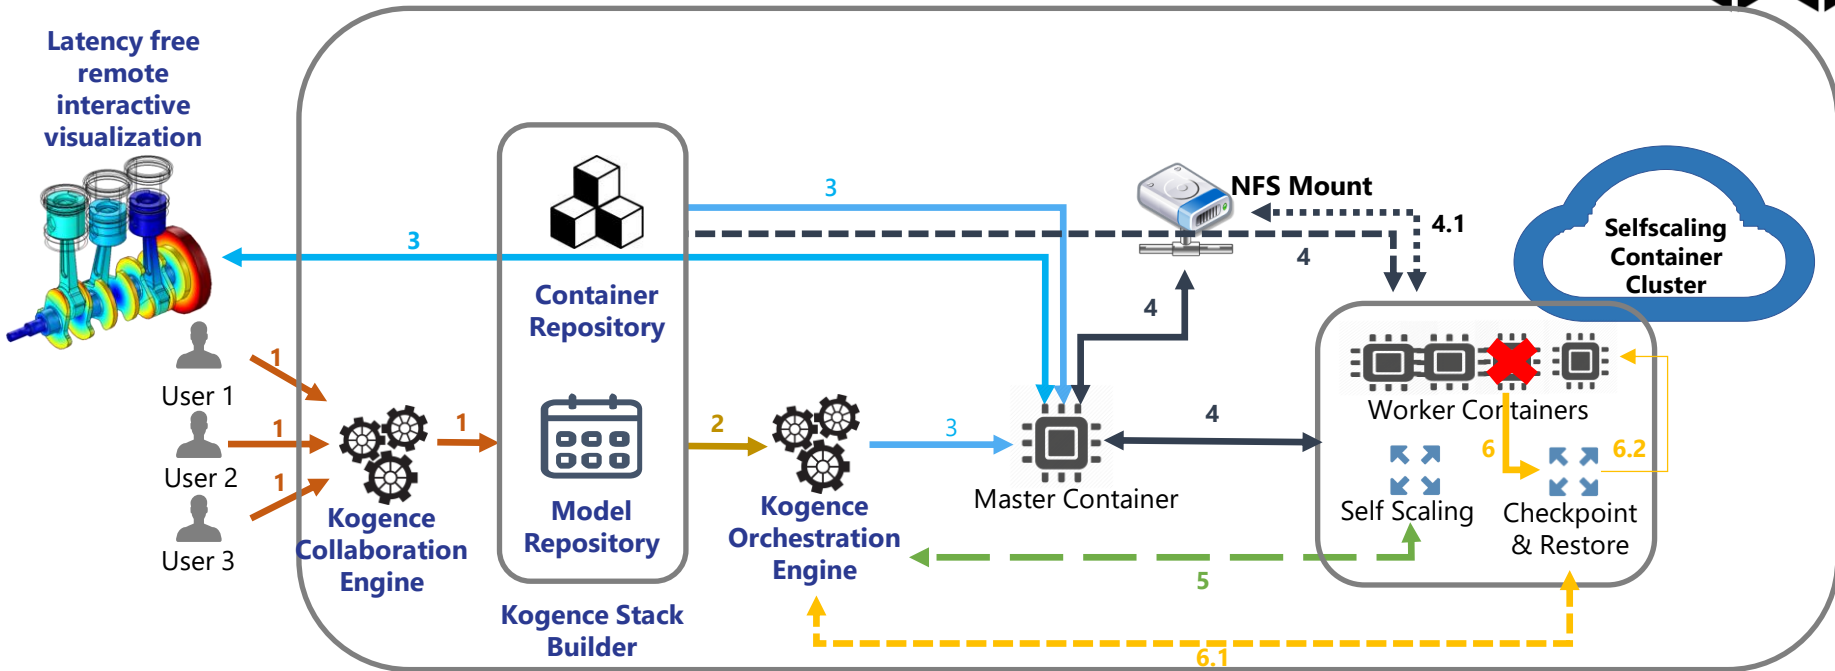 Latency free
remote
interactive
visualization
User 1
User 2
User 3
1
1
1
Kogence
Collaboration
Engine
1
Container
Repository
Model
Repository
Kogence Stack
Builder
2
3
3
Kogence
Orchestration
Engine
3
Master Container
NFS Mount
4
4.1
4
4
Selfscaling
Container
Cluster
Worker Containers
6
6.2
Self Scaling
Checkpoint
& Restore
5
6.1